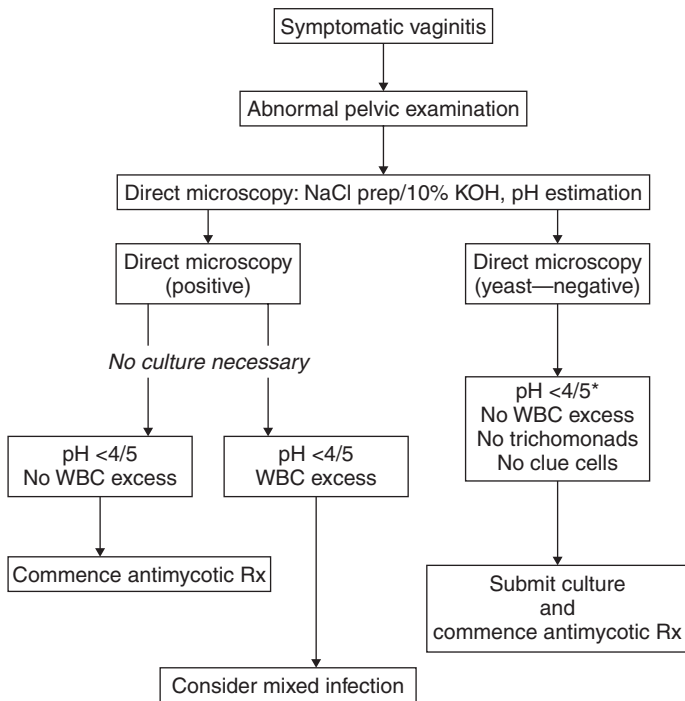 Symptomatic vaginitis
Abnormal pelvic examination
Direct microscopy: NaCl prep/10% KOH, pH estimation
Direct microscopy
(positive)
Direct microscopy
(yeast—negative)
No culture necessary
pH <4/5
No WBC excess
pH <4/5
WBC excess
pH <4/5*
No WBC excess
No trichomonads
No clue cells
Commence antimycotic Rx
Submit culture
and
commence antimycotic Rx
Consider mixed infection